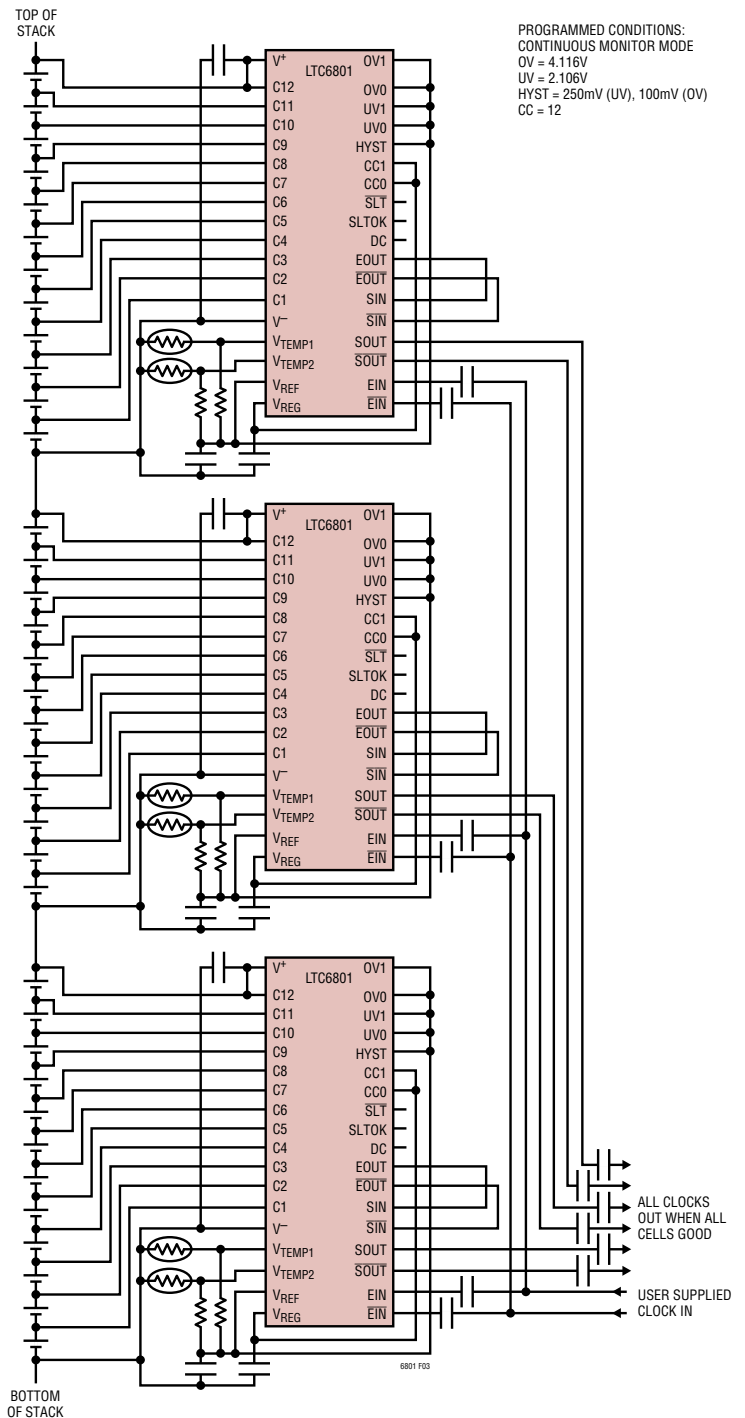 TOP OF
STACK
PROGRAMMED CONDITIONS:
CONTINUOUS MONITOR MODE
OV = 4.116V
UV = 2.106V
HYST = 250mV (UV), 100mV (OV)
CC = 12
LTC6801
V+
C12
C11
C10
C9
C8
C7
C6
C5
C4
C3
C2
C1
V–
VTEMP1
VTEMP2
VREF
VREG
OV1
OV0
UV1
UV0
HYST
CC1
CC0
SLT
SLTOK
DC
EOUT
EOUT
SIN
SIN
SOUT
SOUT
EIN
EIN
LTC6801
V+
C12
C11
C10
C9
C8
C7
C6
C5
C4
C3
C2
C1
V–
VTEMP1
VTEMP2
VREF
VREG
OV1
OV0
UV1
UV0
HYST
CC1
CC0
SLT
SLTOK
DC
EOUT
EOUT
SIN
SIN
SOUT
SOUT
EIN
EIN
LTC6801
V+
C12
C11
C10
C9
C8
C7
C6
C5
C4
C3
C2
C1
V–
VTEMP1
VTEMP2
VREF
VREG
OV1
OV0
UV1
UV0
HYST
CC1
CC0
SLT
SLTOK
DC
EOUT
EOUT
SIN
SIN
SOUT
SOUT
EIN
EIN
ALL CLOCKS
OUT WHEN ALL
CELLS GOOD
USER SUPPLIED
CLOCK IN
6801 F03
BOTTOM
OF STACK